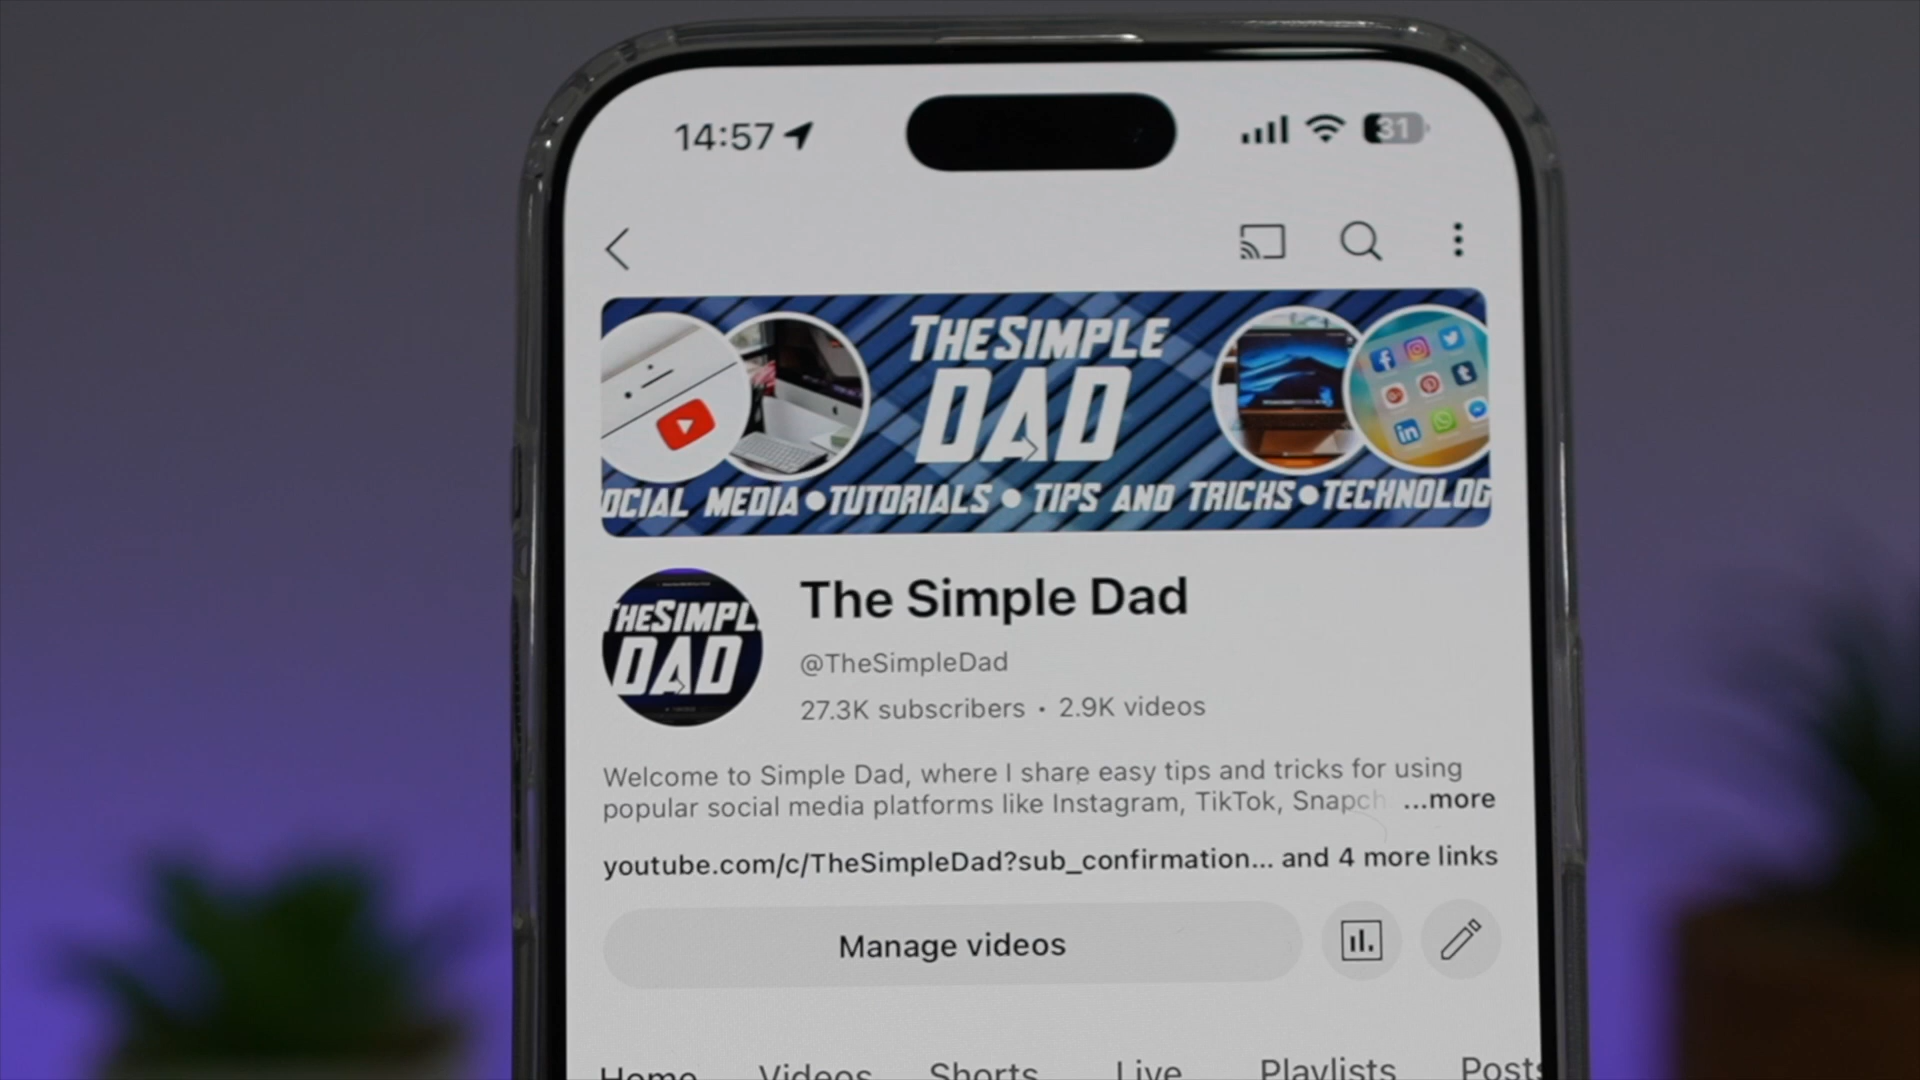 14:57
31
THESIMPLE
DAD
OCIAL MEDIA●TUTORIALS ● TIPS AND TRICKS●TECHNOLOG
THESIMPL
DAD
The Simple Dad
@TheSimpleDad
27.3K subscribers • 2.9K videos
Welcome to Simple Dad, where I share easy tips and tricks for using
popular social media platforms like Instagram, TikTok, Snapch ...more
youtube.com/c/TheSimpleDad?sub_confirmation... and 4 more links
Manage videos
Home Videos Shorts Live Playlists Posts